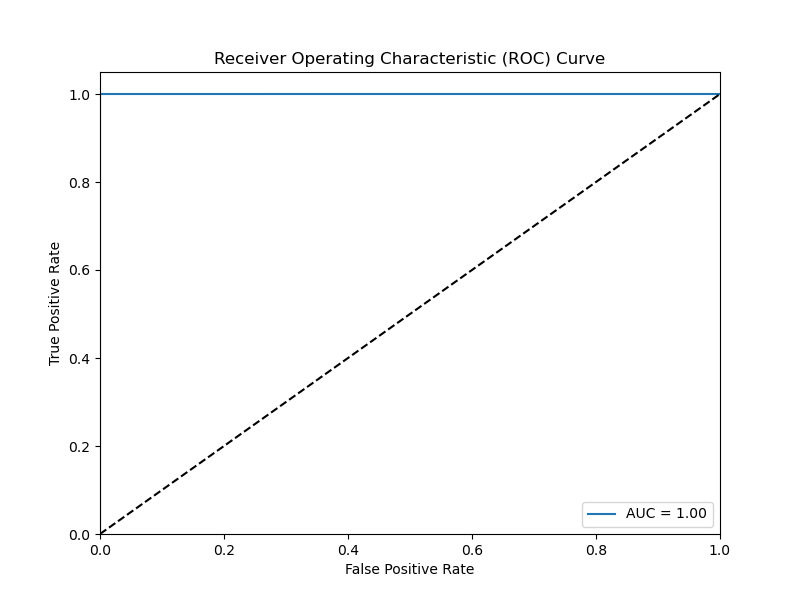 Receiver Operating Characteristic (ROC) Curve
1.0
0.8
0.6
0.4
0.2
0.0
True Positive Rate
AUC = 1.00
0.0 0.2 0.4 0.6 0.8 1.0
False Positive Rate